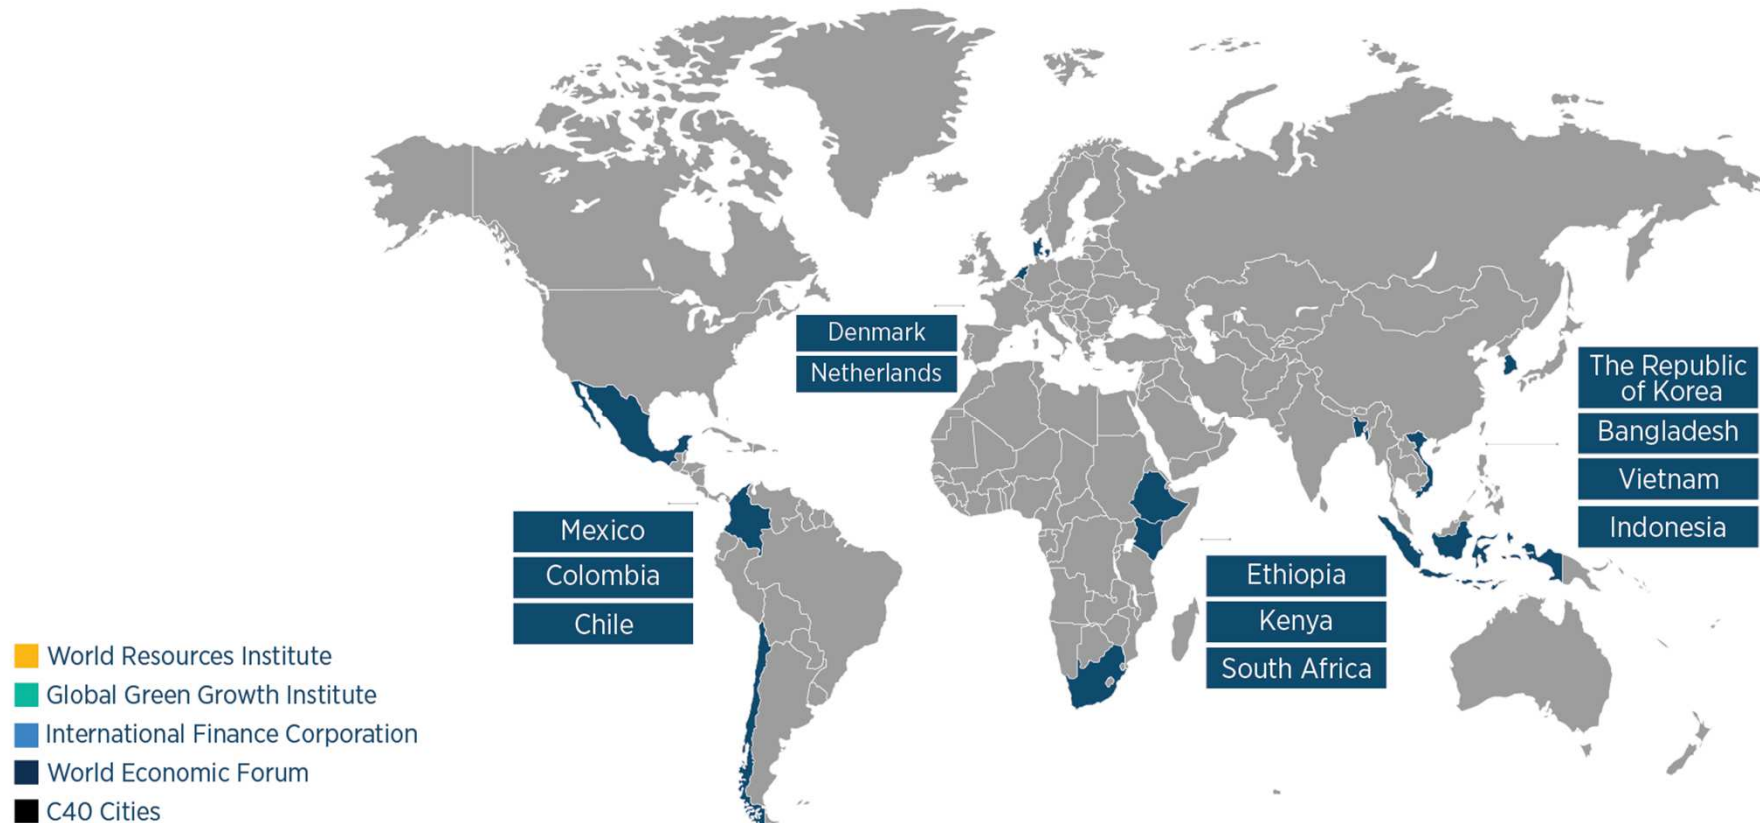 Denmark
Netherlands
The Republic
of Korea
Bangladesh
Vietnam
Indonesia
Mexico
Colombia
Chile
Ethiopia
Kenya
South Africa
World Resources Institute
Global Green Growth Institute
International Finance Corporation
World Economic Forum
C40 Cities